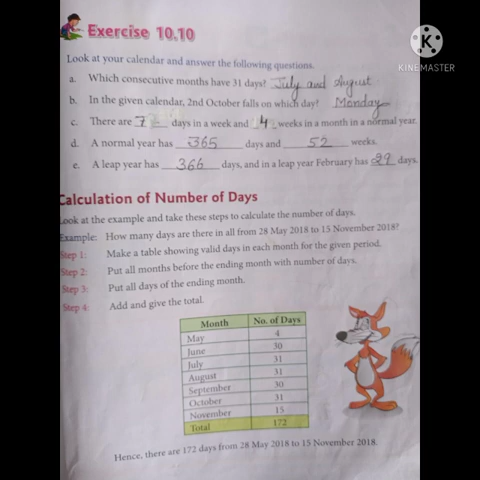 Exercise 10.10
K
KINEMASTER
Look at your calendar and answer the following questions.
a. Which consecutive months have 31 days? July and August
b. In the given calendar, 2nd October falls on which day? Monday
c. There are 7 days in a week and 4 weeks in a month in a normal year.
d. A normal year has 365 days and 52 weeks.
e. A leap year has 366 days, and in a leap year February has 29 days.
Calculation of Number of Days
Look at the example and take these steps to calculate the number of days.
Example: How many days are there in all from 28 May 2018 to 15 November 2018?
Step 1: Make a table showing valid days in each month for the given period.
Step 2: Put all months before the ending month with number of days.
Step 3: Put all days of the ending month.
Step 4: Add and give the total.
Month No. of Days
May 4
June 30
July 31
August 31
September 30
October 31
November 15
Total 172
Hence, there are 172 days from 28 May 2018 to 15 November 2018.